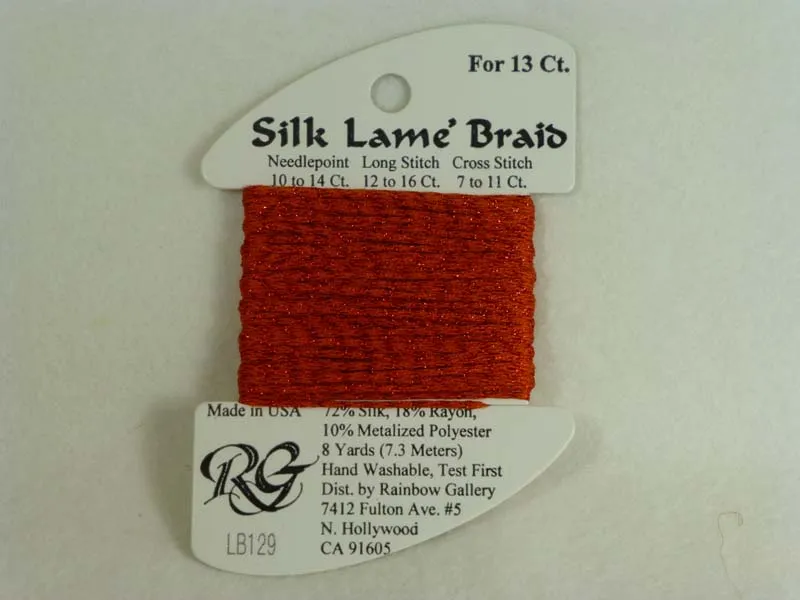 For 13 Ct.
Silk Lame' Braid
Needlepoint Long Stitch Cross Stitch
10 to 14 Ct. 12 to 16 Ct. 7 to 11 Ct.
Made in USA
72% Silk, 18% Rayon,
10% Metalized Polyester
8 Yards (7.3 Meters)
Hand Washable, Test First
Dist. by Rainbow Gallery
7412 Fulton Ave. #5
N. Hollywood
CA 91605
RG
LB129